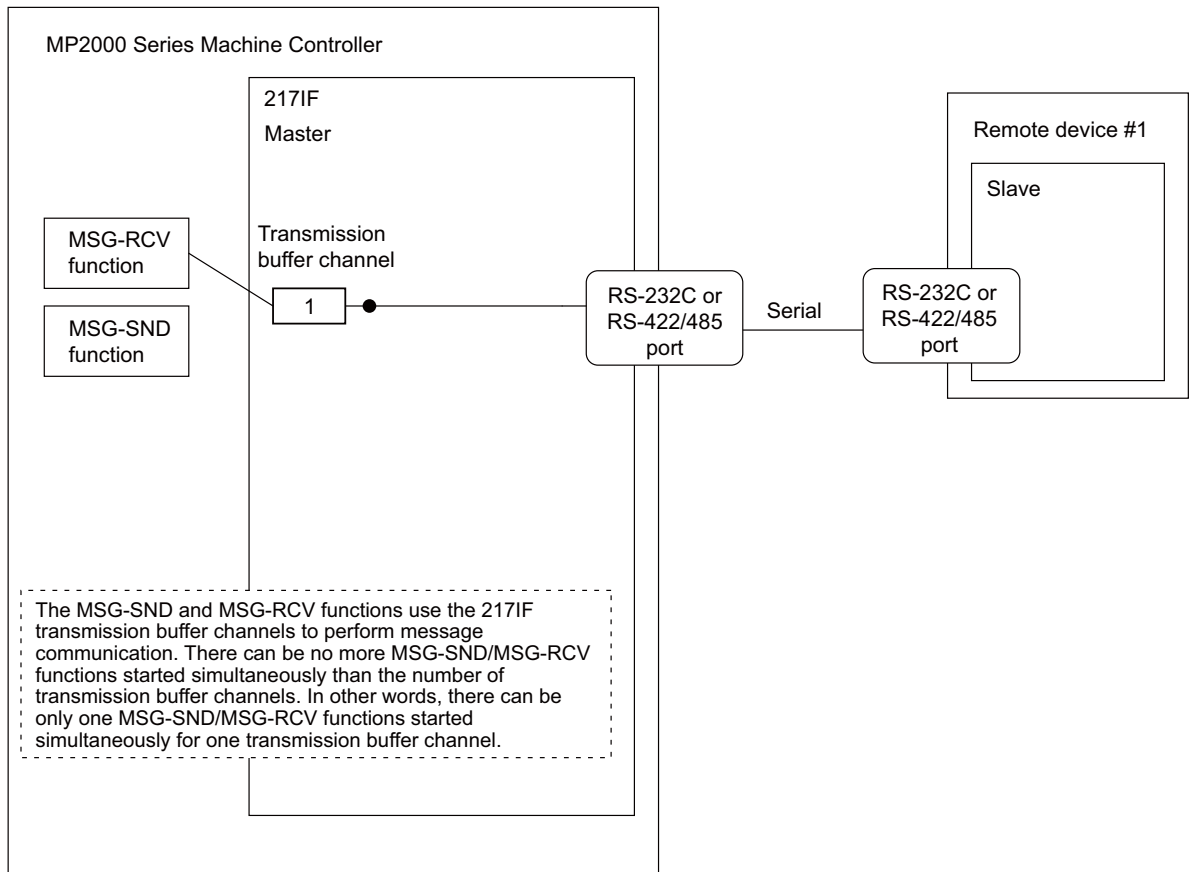 MP2000 Series Machine Controller
217IF
Master
Remote device #1
Slave
MSG-RCV
function
Transmission
buffer channel
1
MSG-SND
function
RS-232C or
RS-422/485
port
Serial
RS-232C or
RS-422/485
port
The MSG-SND and MSG-RCV functions use the 217IF
transmission buffer channels to perform message
communication. There can be no more MSG-SND/MSG-RCV
functions started simultaneously than the number of
transmission buffer channels. In other words, there can be
only one MSG-SND/MSG-RCV functions started
simultaneously for one transmission buffer channel.